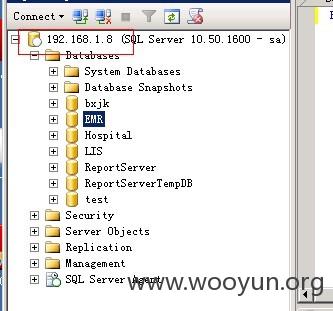 Connect
192.168.1.8 (SQL Server 10.50.1600 - sa)
Databases
System Databases
Database Snapshots
bxjk
EMR
Hospital
LIS
ReportServer
ReportServerTempDB
test
Security
Server Objects
Replication
Management
SQL Server Agent
www.wooyun.org